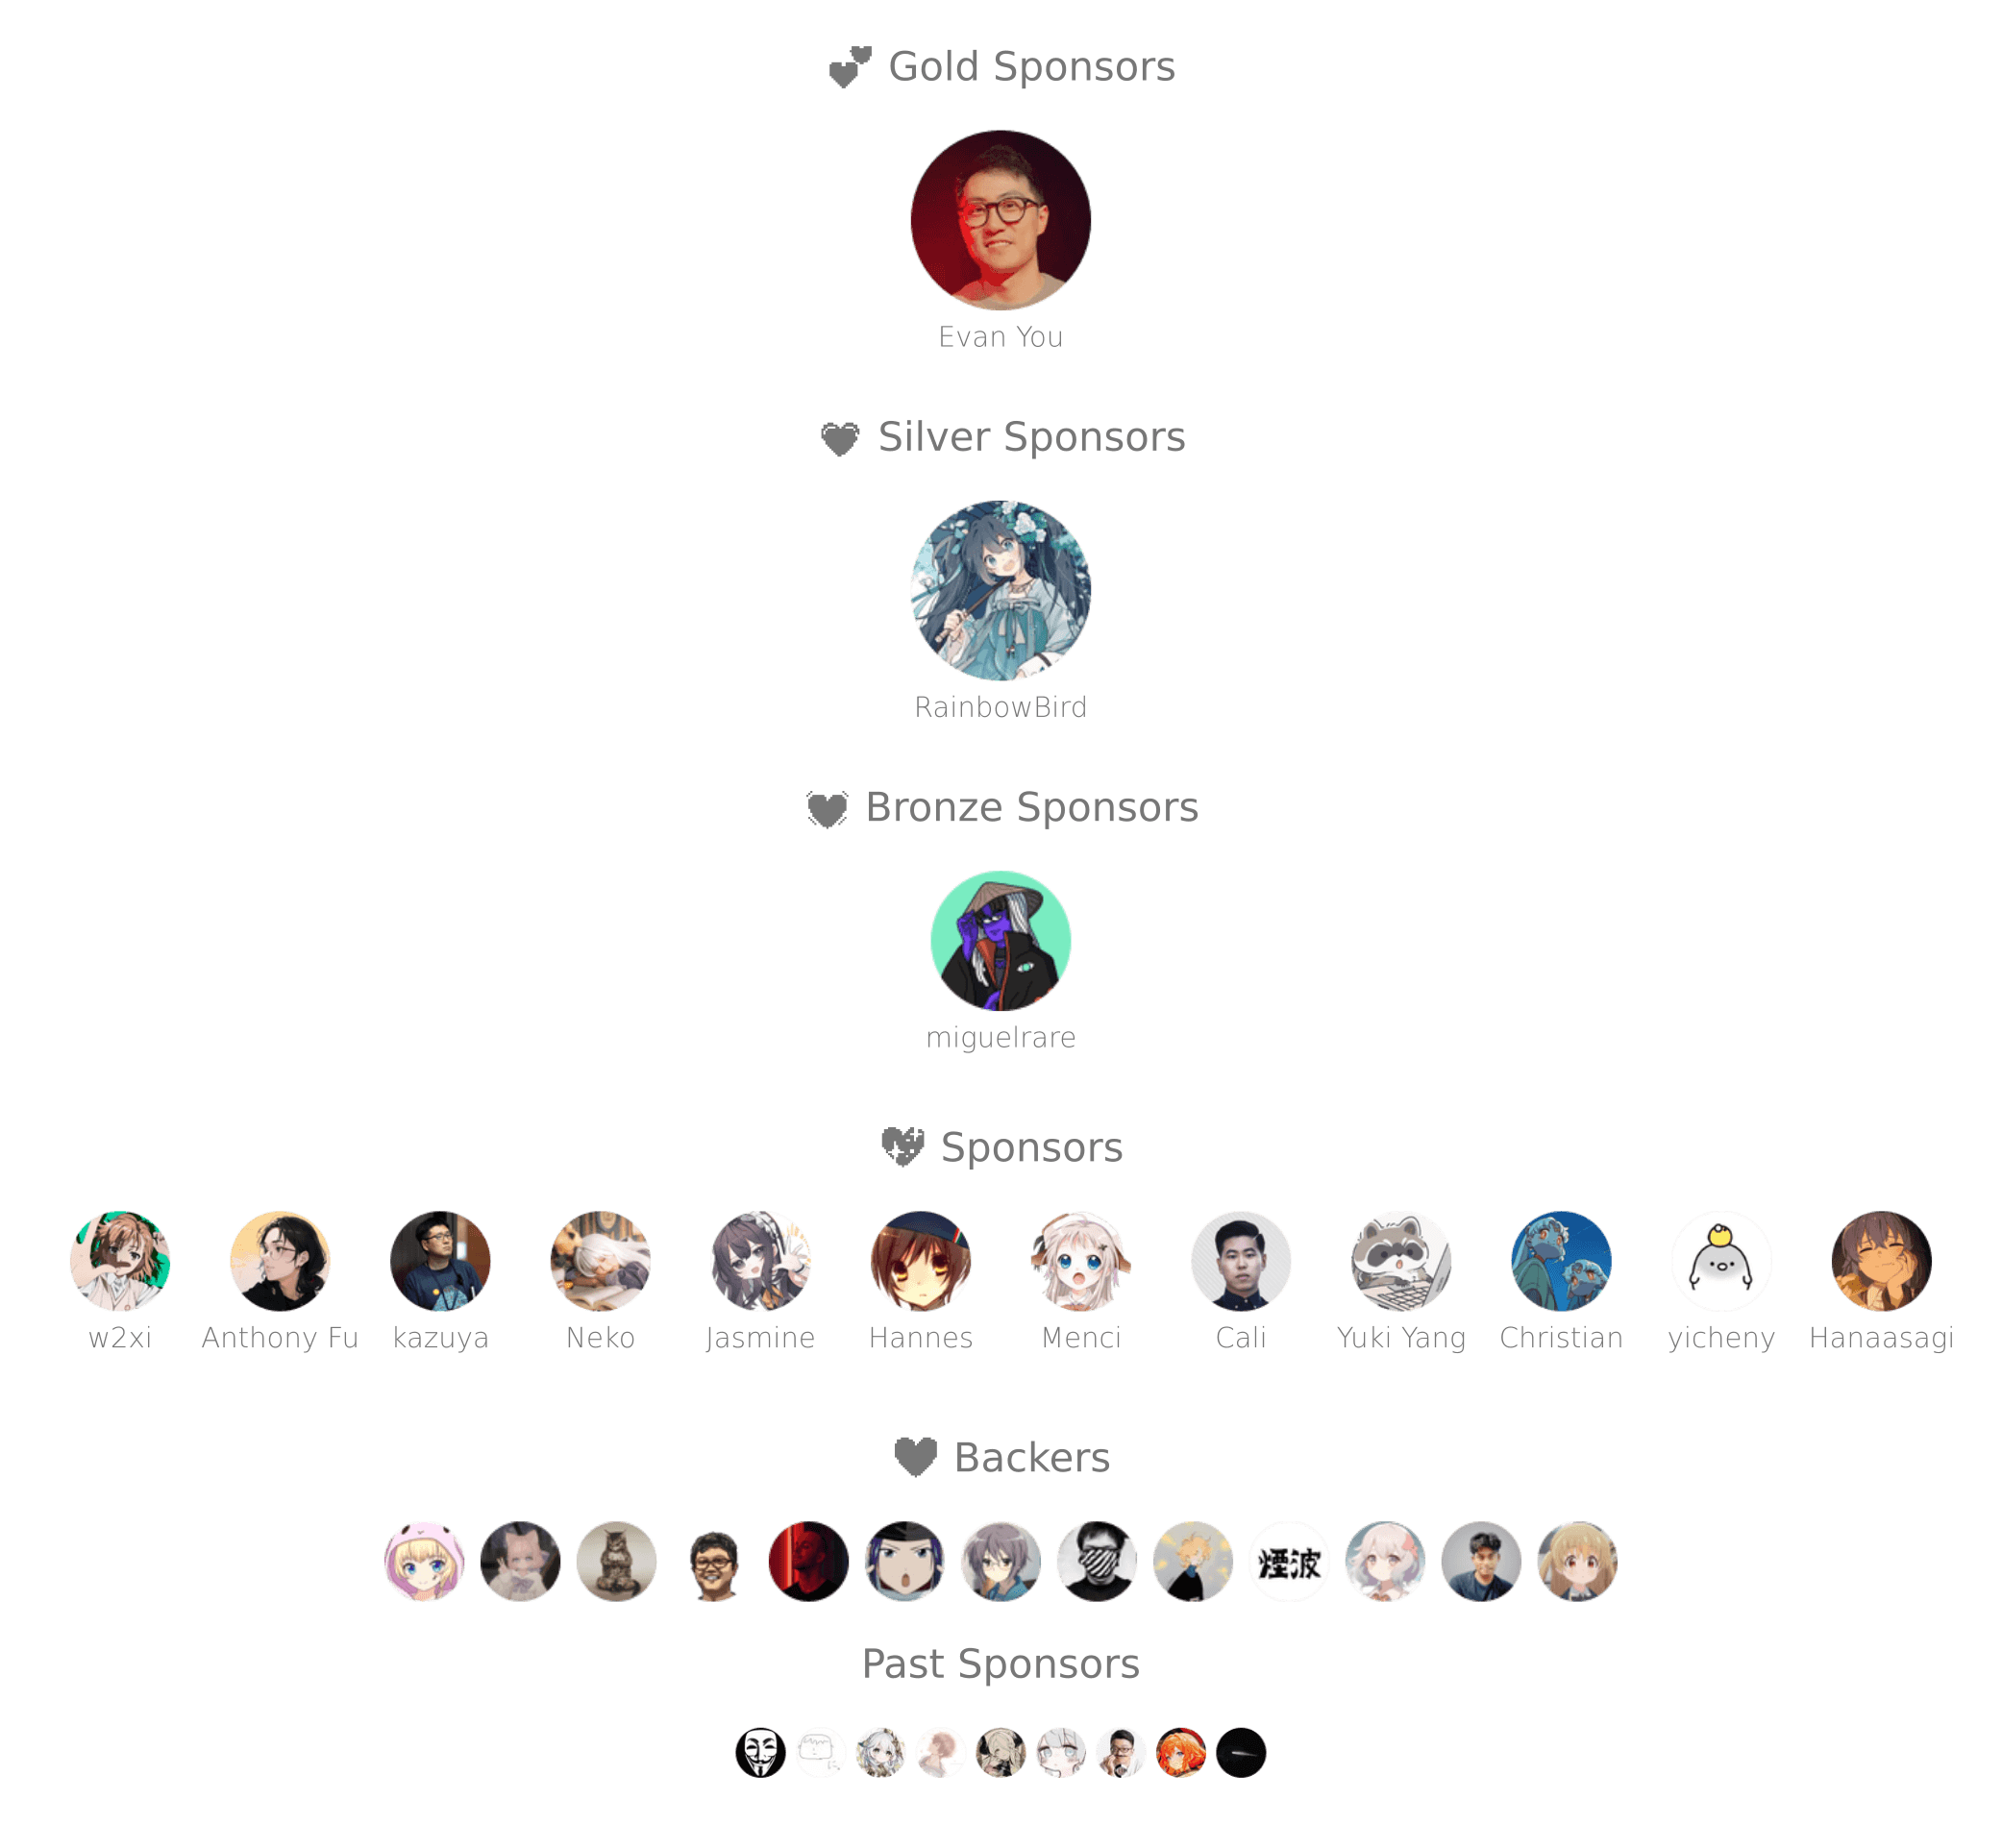 Gold Sponsors
Evan You
Silver Sponsors
RainbowBird
Bronze Sponsors
miguelrare
Sponsors
w2xi Anthony Fu kazuya Neko Jasmine Hannes Menci Cali Yuki Yang Christian yicheny Hanaasagi
Backers
煙波
Past Sponsors